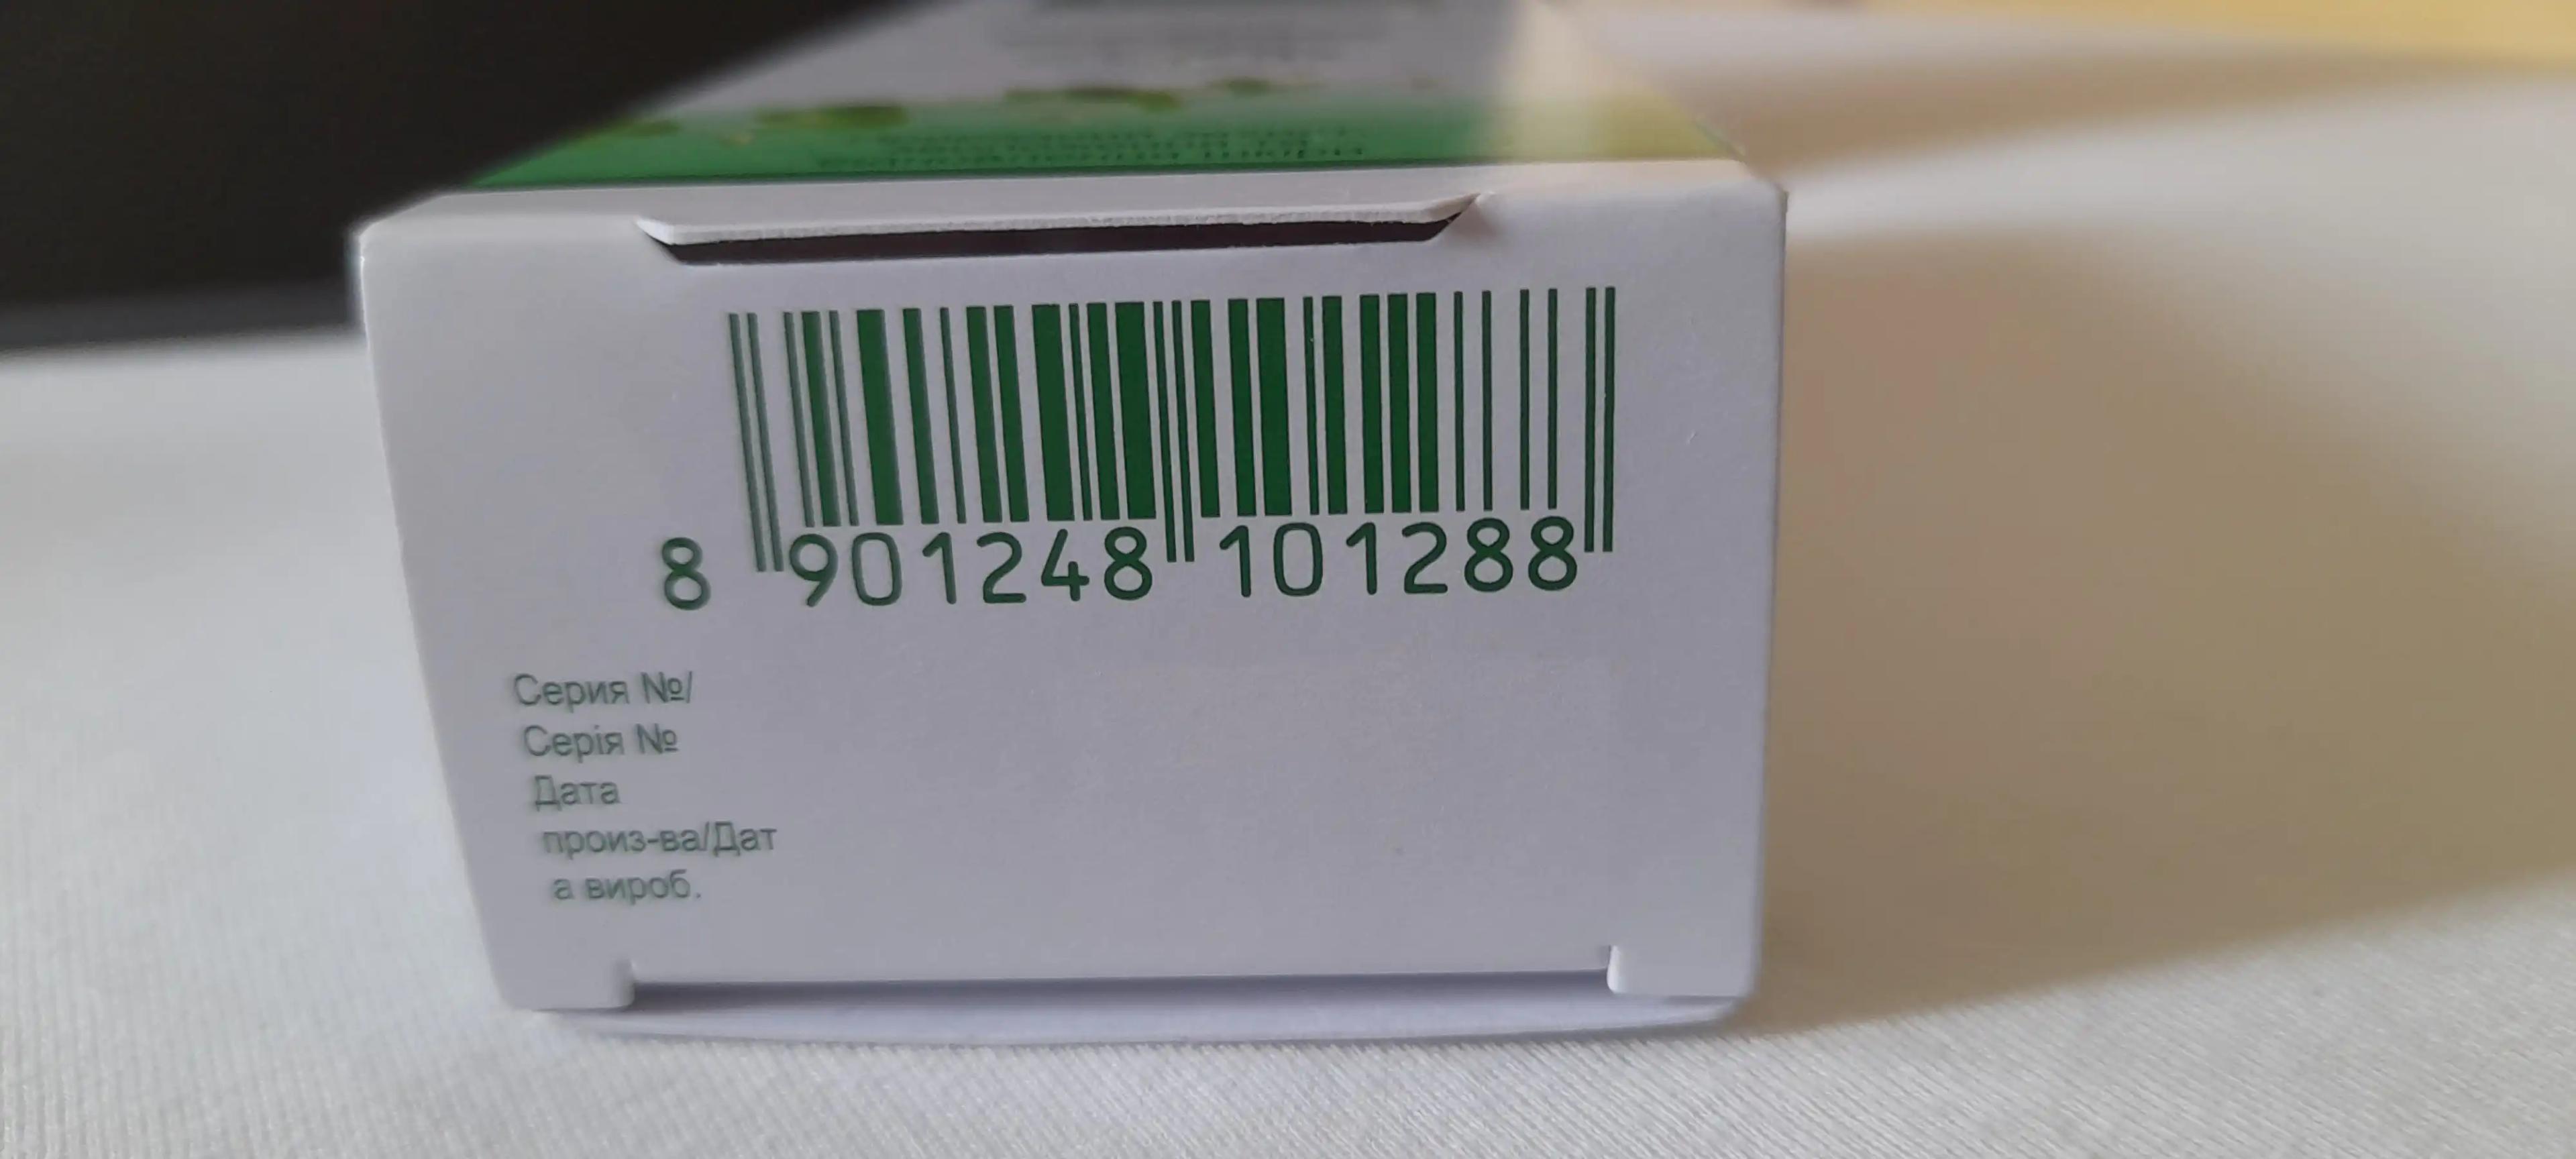 8 901248 101288
Серия №/
Серія №
Дата
произ-ва/Дат
а вироб.